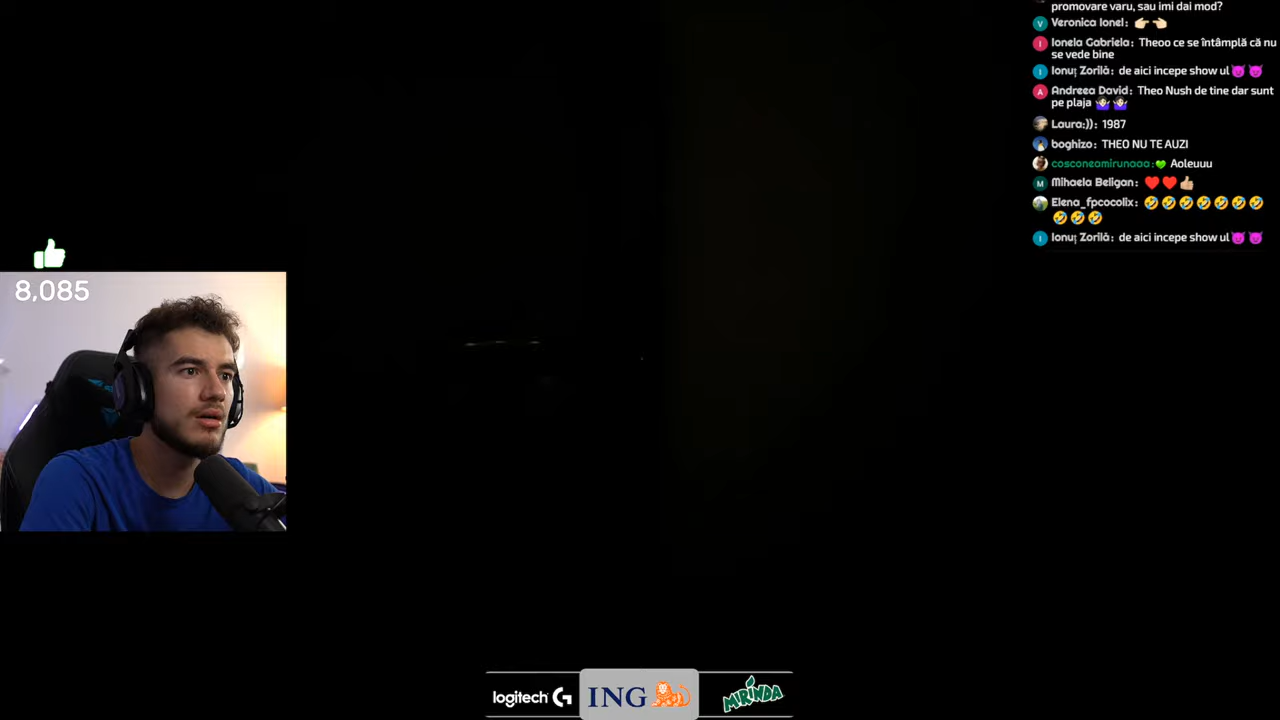 promovare varu, sau imi dai mod?
V Veronica Ionel: 👉🏻 👈🏻
I Ionela Gabriela: Theoo ce se întâmplă că nu
se vede bine
I Ionuț Zorilă: de aici incepe show ul 😈 😈
A Andreea David: Theo Nush de tine dar sunt
pe plaja 🤷🏻‍♀️ 🤷🏻‍♀️
Laura:)): 1987
boghizo: THEO NU TE AUZI
cosconeamirunaaa: 💚 Aoleuuu
M Mihaela Beligan: ❤️ ❤️ 👍🏼
Elena_fpcocolix: 🤣 🤣 🤣 🤣 🤣 🤣 🤣
🤣 🤣 🤣
I Ionuț Zorilă: de aici incepe show ul 😈 😈
8,085
logitech G
ING
MIRINDA